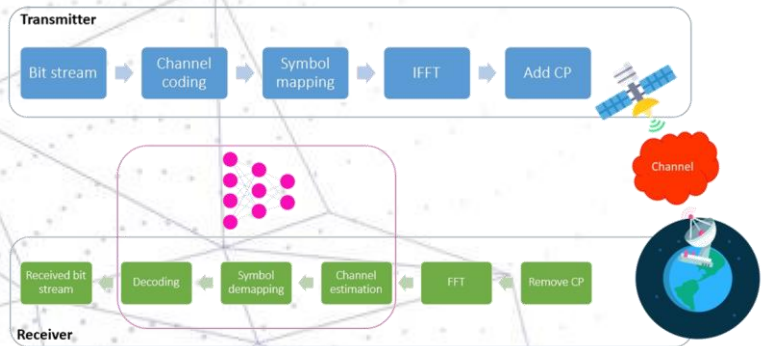 Transmitter
Bit stream
Channel
coding
Symbol
mapping
IFFT
Add CP
Channel
Received bit
stream
Decoding
Symbol
demapping
Channel
estimation
FFT
Remove CP
Receiver